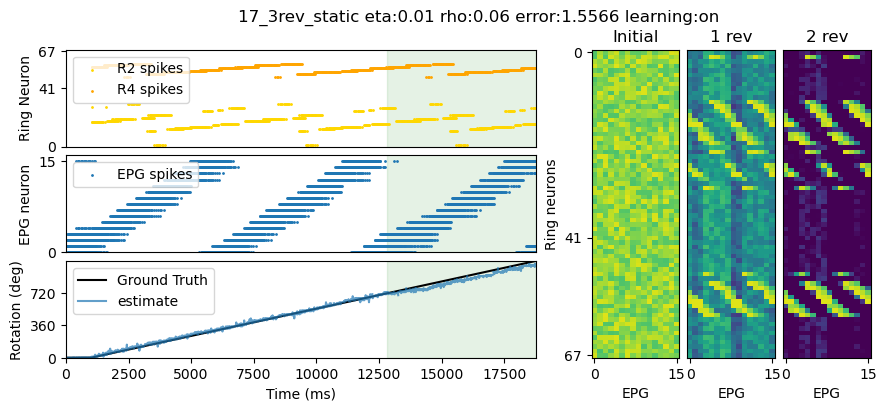 17_3rev_static eta:0.01 rho:0.06 error:1.5566 learning:on
Ring Neuron
67
41
0
R2 spikes
R4 spikes
EPG neuron
15
0
EPG spikes
Rotation (deg)
720
360
0
Ground Truth
estimate
0 2500 5000 7500 10000 12500 15000 17500
Time (ms)
Initial 1 rev 2 rev
Ring neurons
0
41
67
0 15 0 15 0 15
EPG EPG EPG